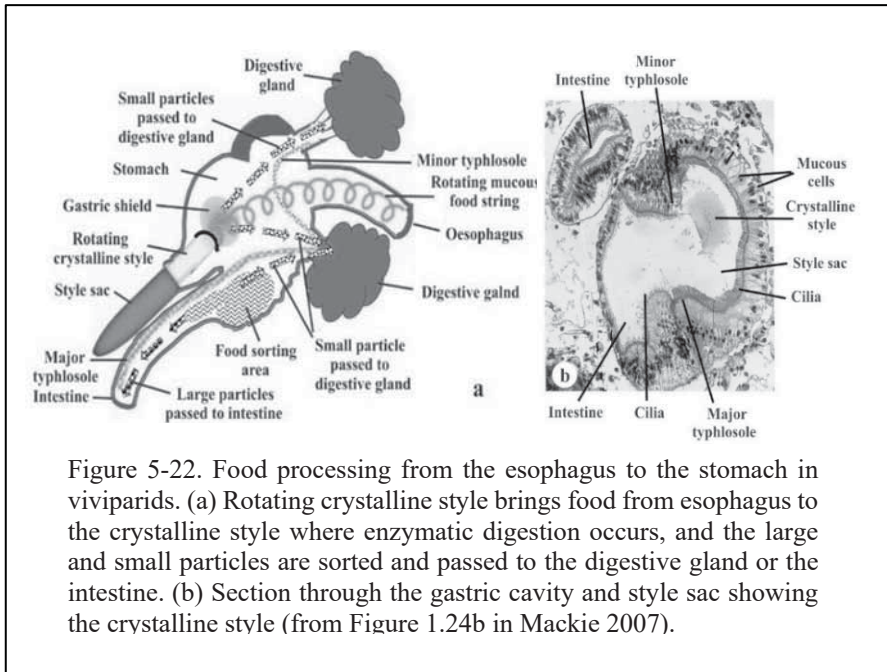 Digestive
gland
Small particles
passed to
digestive gland
Stomach
Gastric shield
Rotating
crystalline style
Style sac
Major
typhlosole
Intestine
Minor typhlosole
Rotating mucous
food string
Oesophagus
Digestive galnd
Food sorting
area
Small particle
passed to
digestive gland
Large particles
passed to intestine
a
Minor
typhlosole
Intestine
Mucous
cells
Crystalline
style
Style sac
Cilia
b
Intestine
Cilia
Major
typhlosole
Figure 5-22. Food processing from the esophagus to the stomach in
viviparids. (a) Rotating crystalline style brings food from esophagus to
the crystalline style where enzymatic digestion occurs, and the large
and small particles are sorted and passed to the digestive gland or the
intestine. (b) Section through the gastric cavity and style sac showing
the crystalline style (from Figure 1.24b in Mackie 2007).